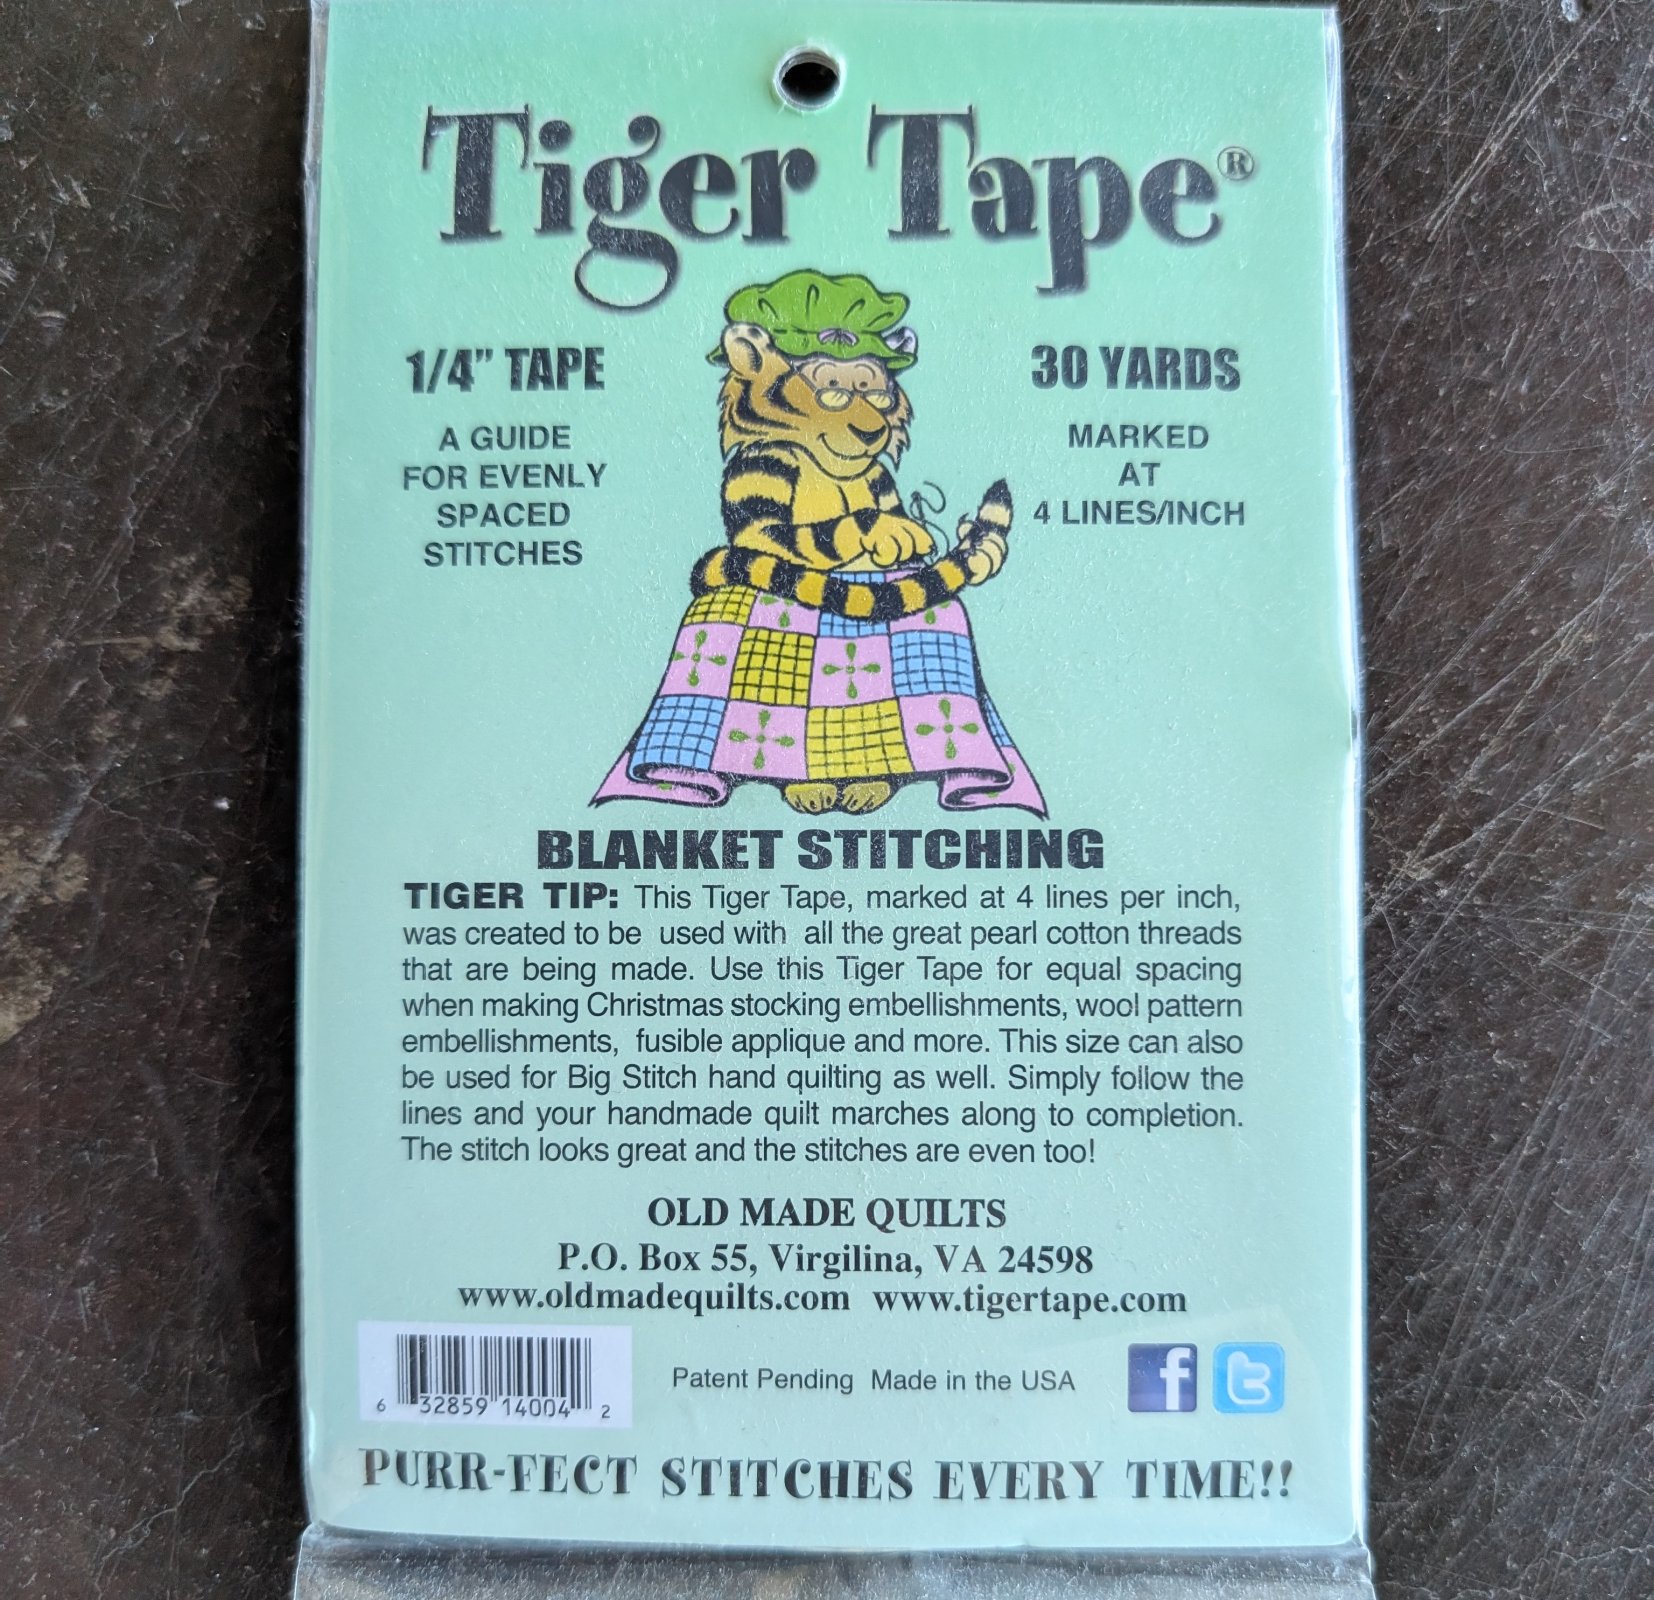 Tiger Tape®
1/4” TAPE
A GUIDE
FOR EVENLY
SPACED
STITCHES
30 YARDS
MARKED
AT
4 LINES/INCH
BLANKET STITCHING
TIGER TIP: This Tiger Tape, marked at 4 lines per inch,
was created to be used with all the great pearl cotton threads
that are being made. Use this Tiger Tape for equal spacing
when making Christmas stocking embellishments, wool pattern
embellishments, fusible applique and more. This size can also
be used for Big Stitch hand quilting as well. Simply follow the
lines and your handmade quilt marches along to completion.
The stitch looks great and the stitches are even too!
OLD MADE QUILTS
P.O. Box 55, Virgilina, VA 24598
www.oldmadequilts.com www.tigertape.com
6 32859 14004 2
Patent Pending Made in the USA
f t
PURR-FECT STITCHES EVERY TIME!!